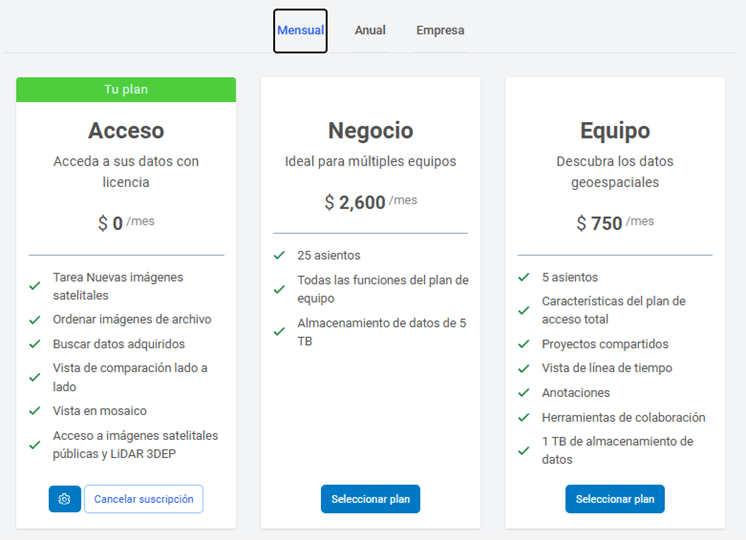 Mensual
Anual
Empresa
Tu plan
Acceso
Acceda a sus datos con
licencia
$ 0 /mes
Tarea Nuevas imágenes
satelitales
Ordenar imágenes de archivo
Buscar datos adquiridos
Vista de comparación lado a
lado
Vista en mosaico
Acceso a imágenes satelitales
públicas y LiDAR 3DEP
Cancelar suscripción
Negocio
Ideal para múltiples equipos
$ 2,600 /mes
25 asientos
Todas las funciones del plan de
equipo
Almacenamiento de datos de 5
TB
Seleccionar plan
Equipo
Descubra los datos
geoespaciales
$ 750 /mes
5 asientos
Características del plan de
acceso total
Proyectos compartidos
Vista de línea de tiempo
Anotaciones
Herramientas de colaboración
1 TB de almacenamiento de
datos
Seleccionar plan